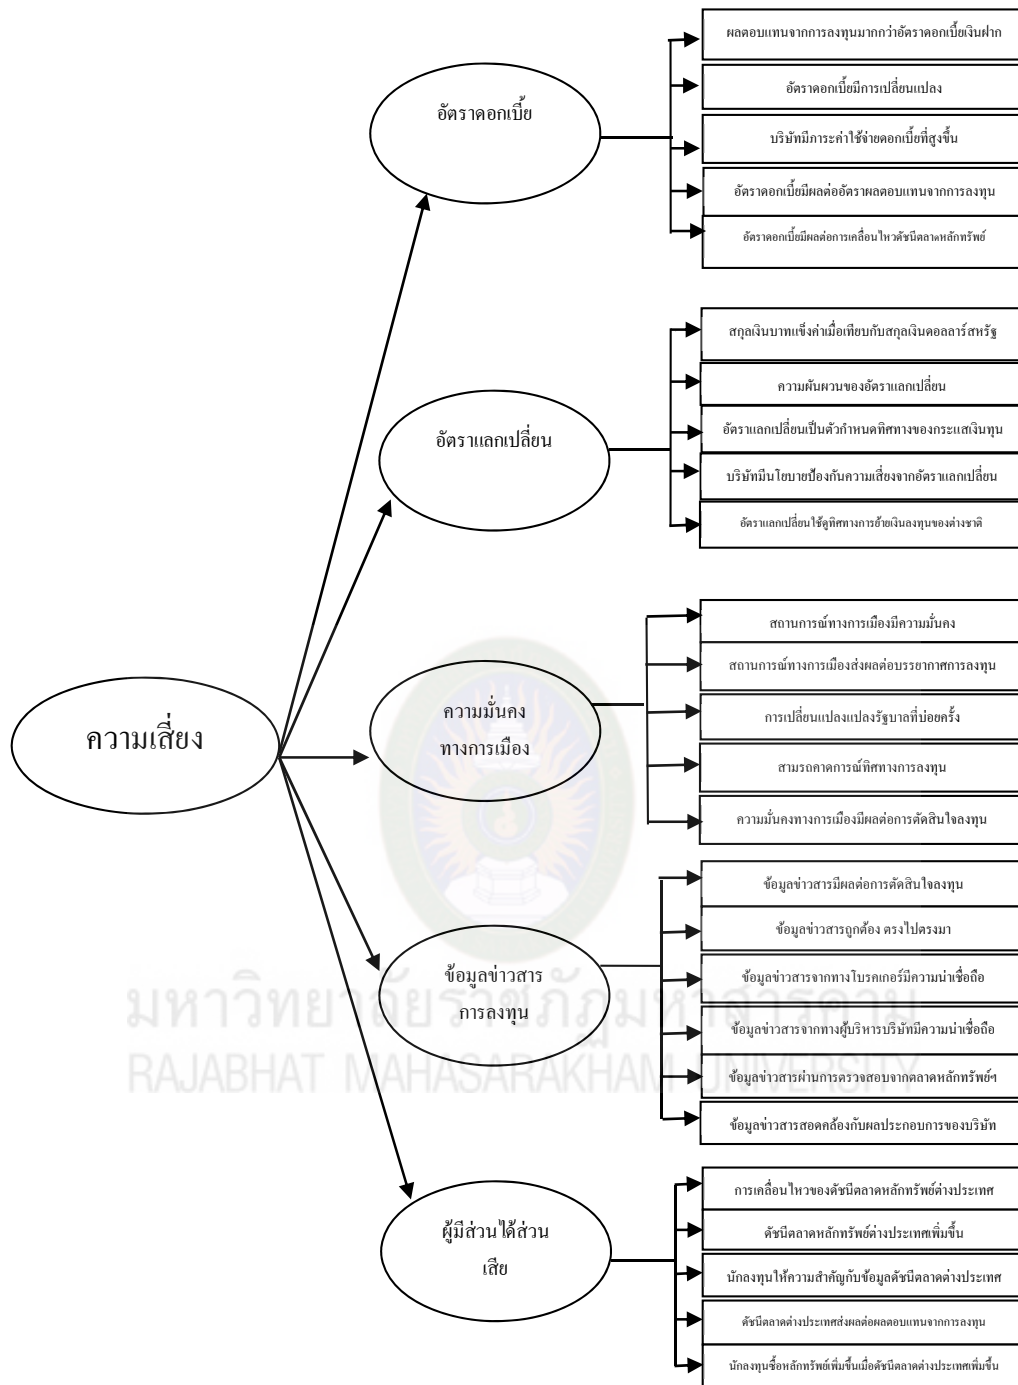 ความเสี่ยง
อัตราดอกเบี้ย
ผลตอบแทนจากการลงทุนมากกว่าอัตราดอกเบี้ยเงินฝาก
อัตราดอกเบี้ยมีการเปลี่ยนแปลง
บริษัทมีภาระค่าใช้จ่ายดอกเบี้ยที่สูงขึ้น
อัตราดอกเบี้ยมีผลต่ออัตราผลตอบแทนจากการลงทุน
อัตราดอกเบี้ยมีผลต่อการเคลื่อนไหวดัชนีตลาดหลักทรัพย์
อัตราแลกเปลี่ยน
สกุลเงินบาทแข็งค่าเมื่อเทียบกับสกุลเงินดอลลาร์สหรัฐ
ความผันผวนของอัตราแลกเปลี่ยน
อัตราแลกเปลี่ยนเป็นตัวกำหนดทิศทางของกระแสเงินทุน
บริษัทมีนโยบายป้องกันความเสี่ยงจากอัตราแลกเปลี่ยน
อัตราแลกเปลี่ยนใช้ดูทิศทางการย้ายเงินลงทุนของต่างชาติ
ความมั่นคง
ทางการเมือง
สถานการณ์ทางการเมืองมีความมั่นคง
สถานการณ์ทางการเมืองส่งผลต่อบรรยากาศการลงทุน
การเปลี่ยนแปลงแปลงรัฐบาลที่บ่อยครั้ง
สามรถคาดการณ์ทิศทางการลงทุน
ความมั่นคงทางการเมืองมีผลต่อการตัดสินใจลงทุน
ข้อมูลข่าวสาร
การลงทุน
ข้อมูลข่าวสารมีผลต่อการตัดสินใจลงทุน
ข้อมูลข่าวสารถูกต้อง ตรงไปตรงมา
ข้อมูลข่าวสารจากทางโบรคเกอร์มีความน่าเชื่อถือ
ข้อมูลข่าวสารจากทางผู้บริหารบริษัทมีความน่าเชื่อถือ
ข้อมูลข่าวสารผ่านการตรวจสอบจากตลาดหลักทรัพย์ฯ
ข้อมูลข่าวสารสอดคล้องกับผลประกอบการของบริษัท
มหาวิทยาลัยราชภัฏมหาสารคาม
RAJABHAT MAHASARAKHAM UNIVERSITY
ผู้มีส่วนได้ส่วน
เสีย
การเคลื่อนไหวของดัชนีตลาดหลักทรัพย์ต่างประเทศ
ดัชนีตลาดหลักทรัพย์ต่างประเทศเพิ่มขึ้น
นักลงทุนให้ความสำคัญกับข้อมูลดัชนีตลาดต่างประเทศ
ดัชนีตลาดต่างประเทศส่งผลต่อผลตอบแทนจากการลงทุน
นักลงทุนซื้อหลักทรัพย์เพิ่มขึ้นเมื่อดัชนีตลาดต่างประเทศเพิ่มขึ้น